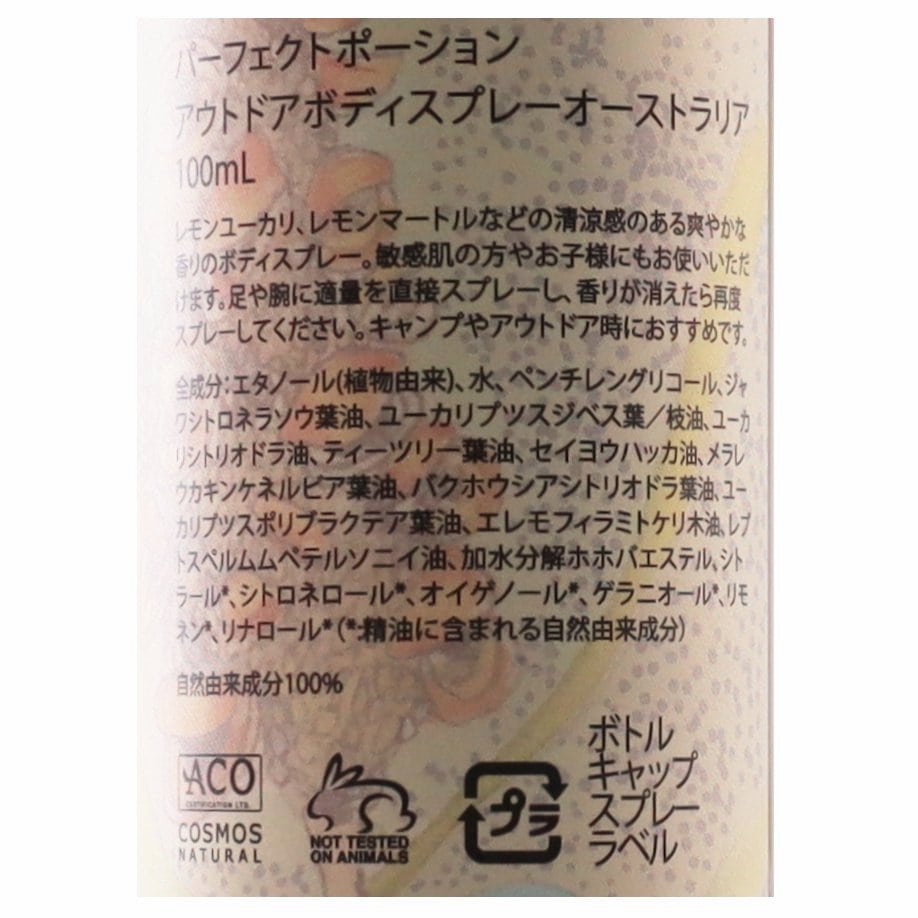 パーフェクトポーション
アウトドアボディスプレーオーストラリア
100mL
レモンユーカリ、レモンマートルなどの清涼感のある爽やかな
香りのボディスプレー。敏感肌の方やお子様にもお使いいただ
けます。足や腕に適量を直接スプレーし、香りが消えたら再度
スプレーしてください。キャンプやアウトドア時におすすめです。
全成分：エタノール(植物由来)、水、ペンチレングリコール、ジャ
ワシトロネラソウ葉油、ユーカリプツスジベス葉／枝油、ユーカ
リシトリオドラ油、ティーツリー葉油、セイヨウハッカ油、メラレ
ウカキンケネルビア葉油、バクホウシアシトリオドラ葉油、ユー
カリプツスポリブラクテア葉油、エレモフィラミトケリ木油、レプ
トスペルムムペテルソニイ油、加水分解ホホバエステル、シト
ラール*、シトロネロール*、オイゲノール*、ゲラニオール*、リモ
ネン*、リナロール* (*:精油に含まれる自然由来成分)
自然由来成分100%
ACO
CERTIFICATION LTD.
COSMOS
NATURAL
NOT TESTED
ON ANIMALS
プラ
ボトル
キャップ
スプレー
ラベル